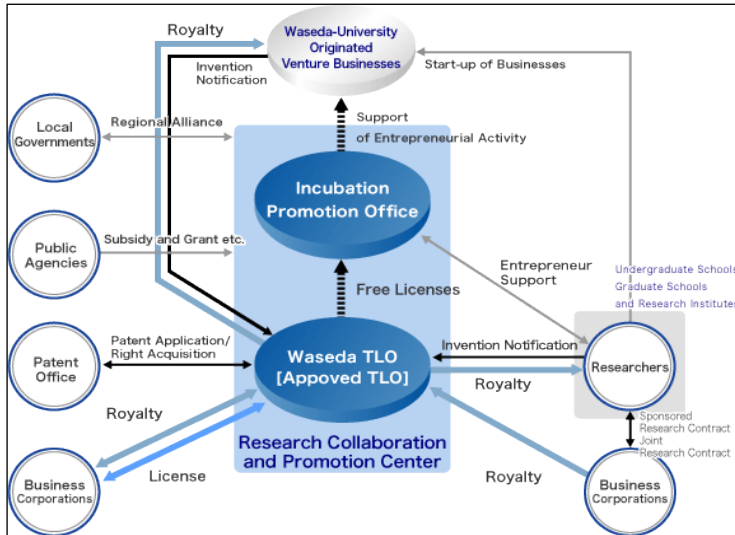 Royalty
Waseda-University
Originated
Venture Businesses
Invention
Notification
Start-up of Businesses
Local
Governments
Regional Alliance
Support
of Entrepreneurial Activity
Incubation
Promotion Office
Public
Agencies
Subsidy and Grant etc.
Entrepreneur
Support
Undergraduate Schools
Graduate Schools
and Research Institutes
Free Licenses
Patent
Office
Patent Application/
Right Acquisition
Waseda TLO
[Appoved TLO]
Invention Notification
Researchers
Royalty
Royalty
Sponsored
Research Contract
Joint
Research Contract
Research Collaboration
and Promotion Center
License
Royalty
Business
Corporations
Business
Corporations